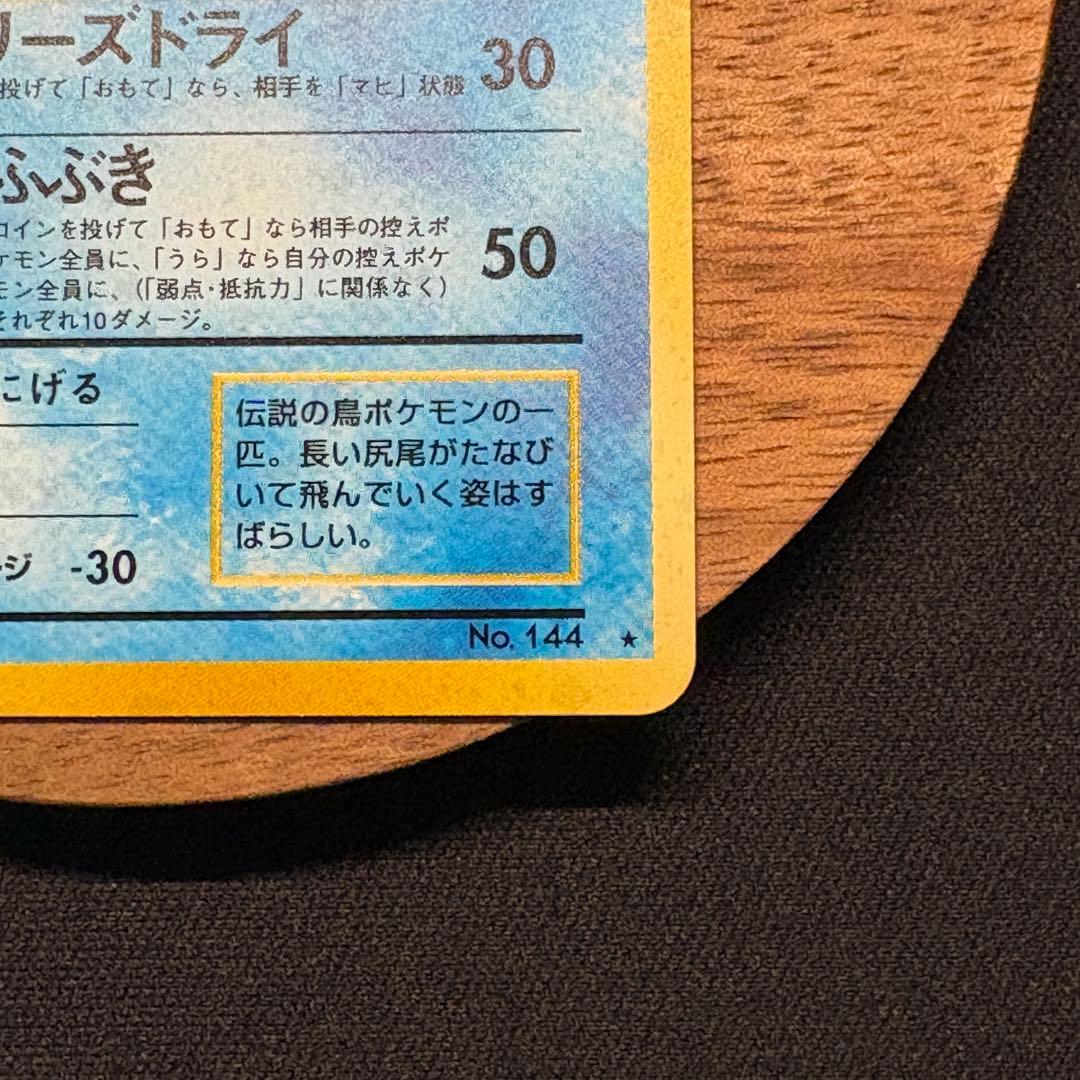 リーズドライ 30
投げて「おもて」なら、相手を「マヒ」状態
ふぶき
コインを投げて「おもて」なら相手の控えポ
ケモン全員に、「うら」なら自分の控えポケ
モン全員に、(「弱点・抵抗力」に関係なく)
それぞれ10ダメージ。
50
にげる
伝説の鳥ポケモンの一
匹。長い尻尾がたなび
いて飛んでいく姿はす
ばらしい。
ージ -30
No. 144 ★